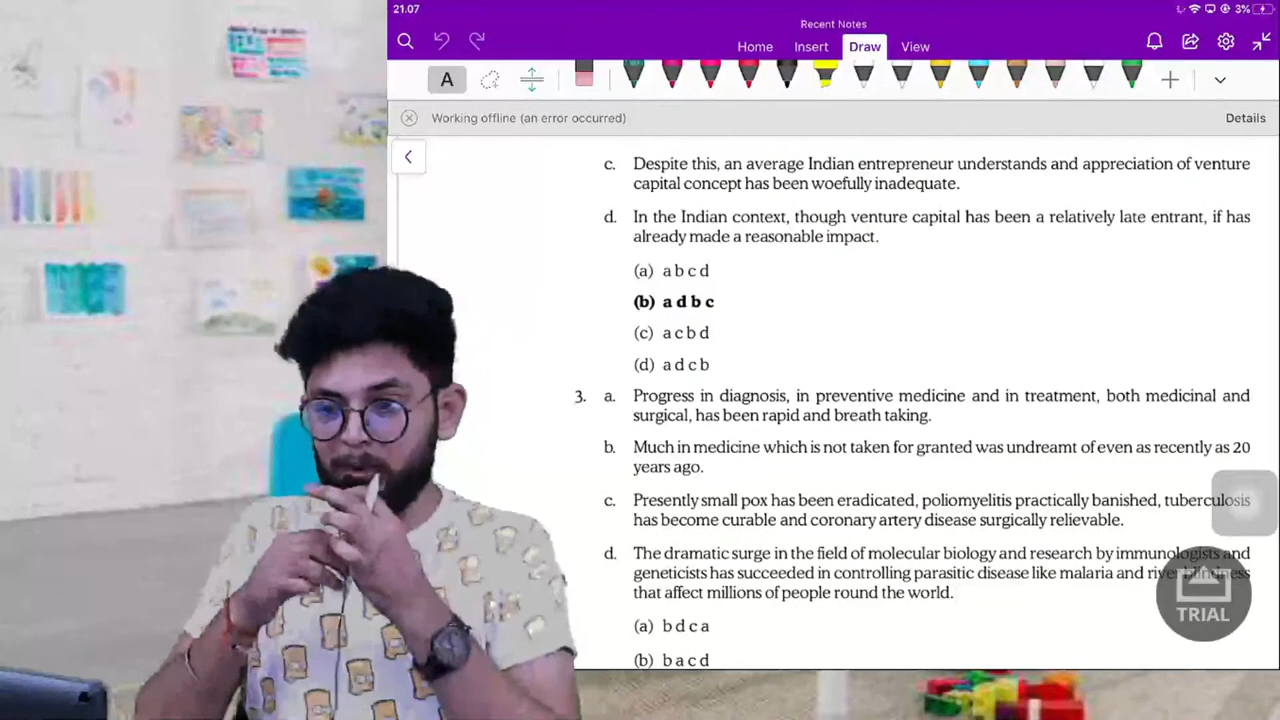 21.07
3%
Recent Notes
Home Insert Draw View
A
Working offline (an error occurred)
Details
c. Despite this, an average Indian entrepreneur understands and appreciation of venture
capital concept has been woefully inadequate.
d. In the Indian context, though venture capital has been a relatively late entrant, if has
already made a reasonable impact.
(a) a b c d
(b) a d b c
(c) a c b d
(d) a d c b
3. a. Progress in diagnosis, in preventive medicine and in treatment, both medicinal and
surgical, has been rapid and breath taking.
b. Much in medicine which is not taken for granted was undreamt of even as recently as 20
years ago.
c. Presently small pox has been eradicated, poliomyelitis practically banished, tuberculosis
has become curable and coronary artery disease surgically relievable.
d. The dramatic surge in the field of molecular biology and research by immunologists and
geneticists has succeeded in controlling parasitic disease like malaria and river blindness
that affect millions of people round the world.
TRIAL
(a) b d c a
(b) b a c d